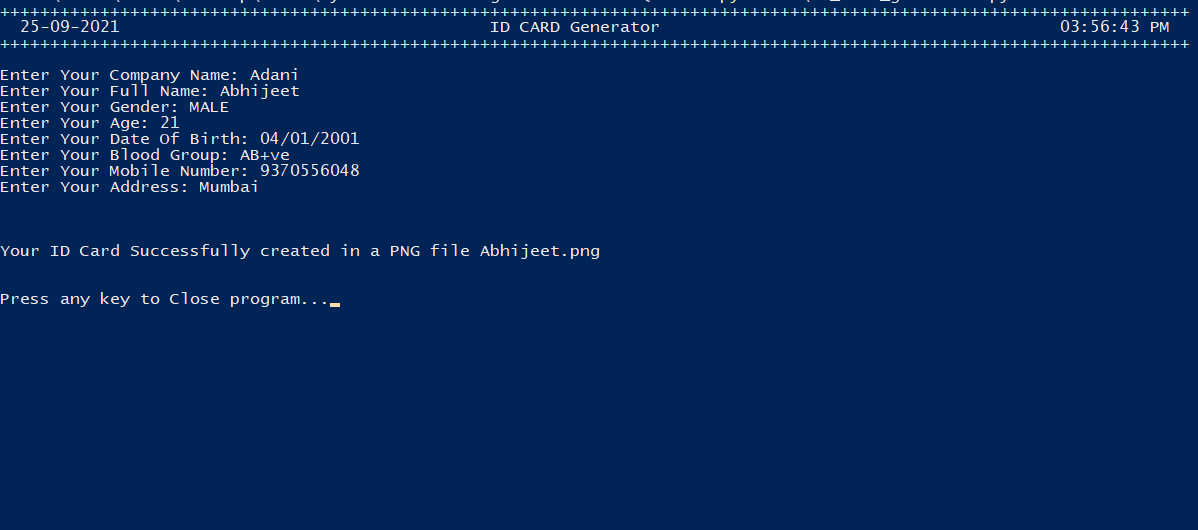 ++++++++++++++++++++++++++++++++++++++++++++++++++++++++++++++++++++++++++++++++++++++++++++++++++++++++++++++++++++++
25-09-2021 ID CARD Generator 03:56:43 PM
++++++++++++++++++++++++++++++++++++++++++++++++++++++++++++++++++++++++++++++++++++++++++++++++++++++++++++++++++++++
Enter Your Company Name: Adani
Enter Your Full Name: Abhijeet
Enter Your Gender: MALE
Enter Your Age: 21
Enter Your Date Of Birth: 04/01/2001
Enter Your Blood Group: AB+ve
Enter Your Mobile Number: 9370556048
Enter Your Address: Mumbai
Your ID Card Successfully created in a PNG file Abhijeet.png
Press any key to Close program...